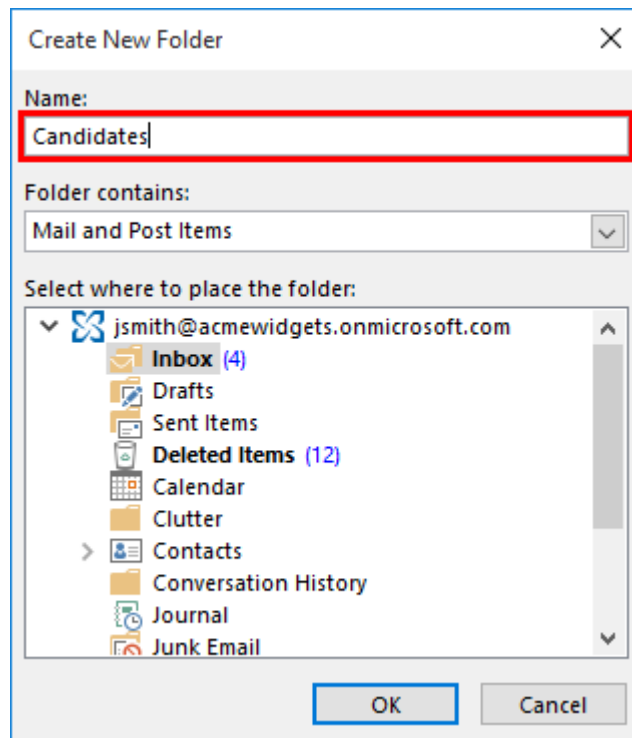 Create New Folder
Name:
Candidates
Folder contains:
Mail and Post Items
Select where to place the folder:
jsmith@acmewidgets.onmicrosoft.com
Inbox (4)
Drafts
Sent Items
Deleted Items (12)
Calendar
Clutter
Contacts
Conversation History
Journal
Junk Email
OK Cancel